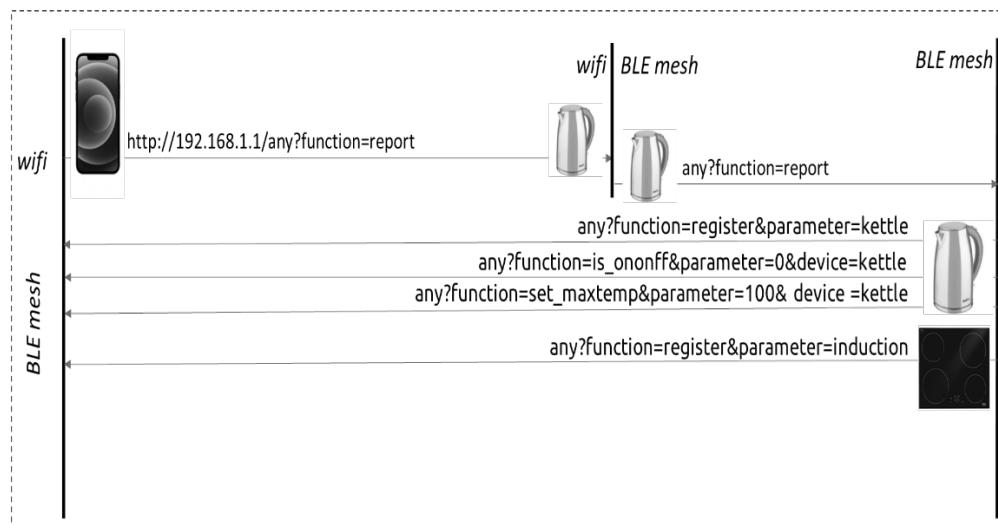 wifi BLE mesh
BLE mesh
http://192.168.1.1/any?function=report
wifi
any?function=report
any?function=register&parameter=kettle
any?function=is_ononff&parameter=0&device=kettle
any?function=set_maxtemp&parameter=100& device =kettle
BLE mesh
any?function=register&parameter=induction